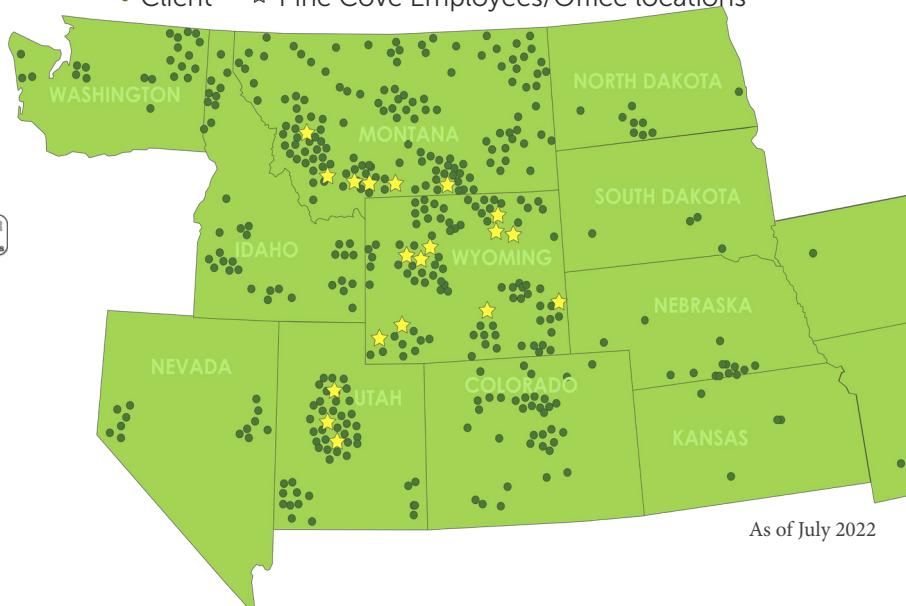 Client Pine Cove Employees/Office locations
WASHINGTON
NORTH DAKOTA
MONTANA
SOUTH DAKOTA
IDAHO
WYOMING
NEBRASKA
NEVADA
UTAH
COLORADO
KANSAS
As of July 2022